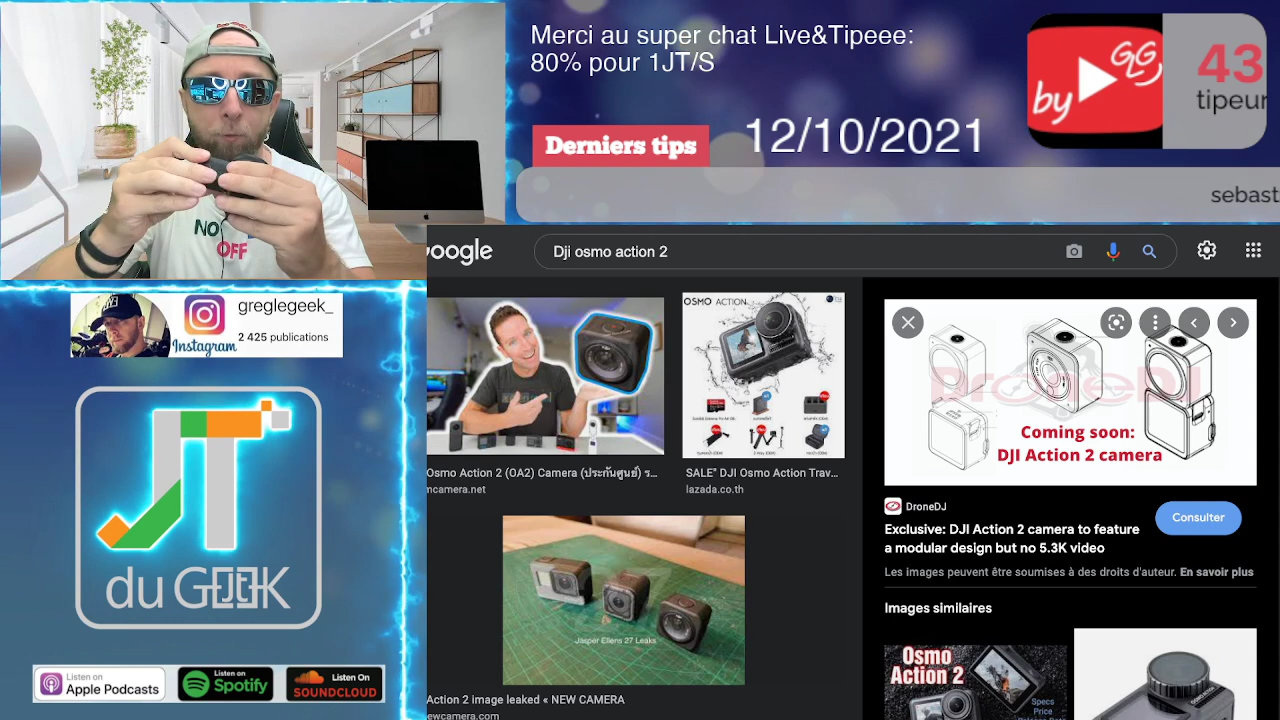 Merci au super chat Live&Tipeee:
80% pour 1JT/S
Derniers tips
12/10/2021
by GLG
43
tipeur
sebast
NO
OFF
greglegeek_
2 425 publications
Instagram
JT
du GEEK
Listen on
Apple Podcasts
Listen on
Spotify
Listen On
SOUNDCLOUD
oogle
Dji osmo action 2
Osmo Action 2 (OA2) Camera (ประกันศูนย์) ร...
mcamera.net
OSMO ACTION
SALE" DJI Osmo Action Trav...
lazada.co.th
Jasper Ellens 27 Leaks
Action 2 image leaked « NEW CAMERA
ewcamera.com
DroneDJ
Coming soon:
DJI Action 2 camera
DroneDJ
Exclusive: DJI Action 2 camera to feature
a modular design but no 5.3K video
Consulter
Les images peuvent être soumises à des droits d'auteur. En savoir plus
Images similaires
Osmo
Action 2
Specs
Price